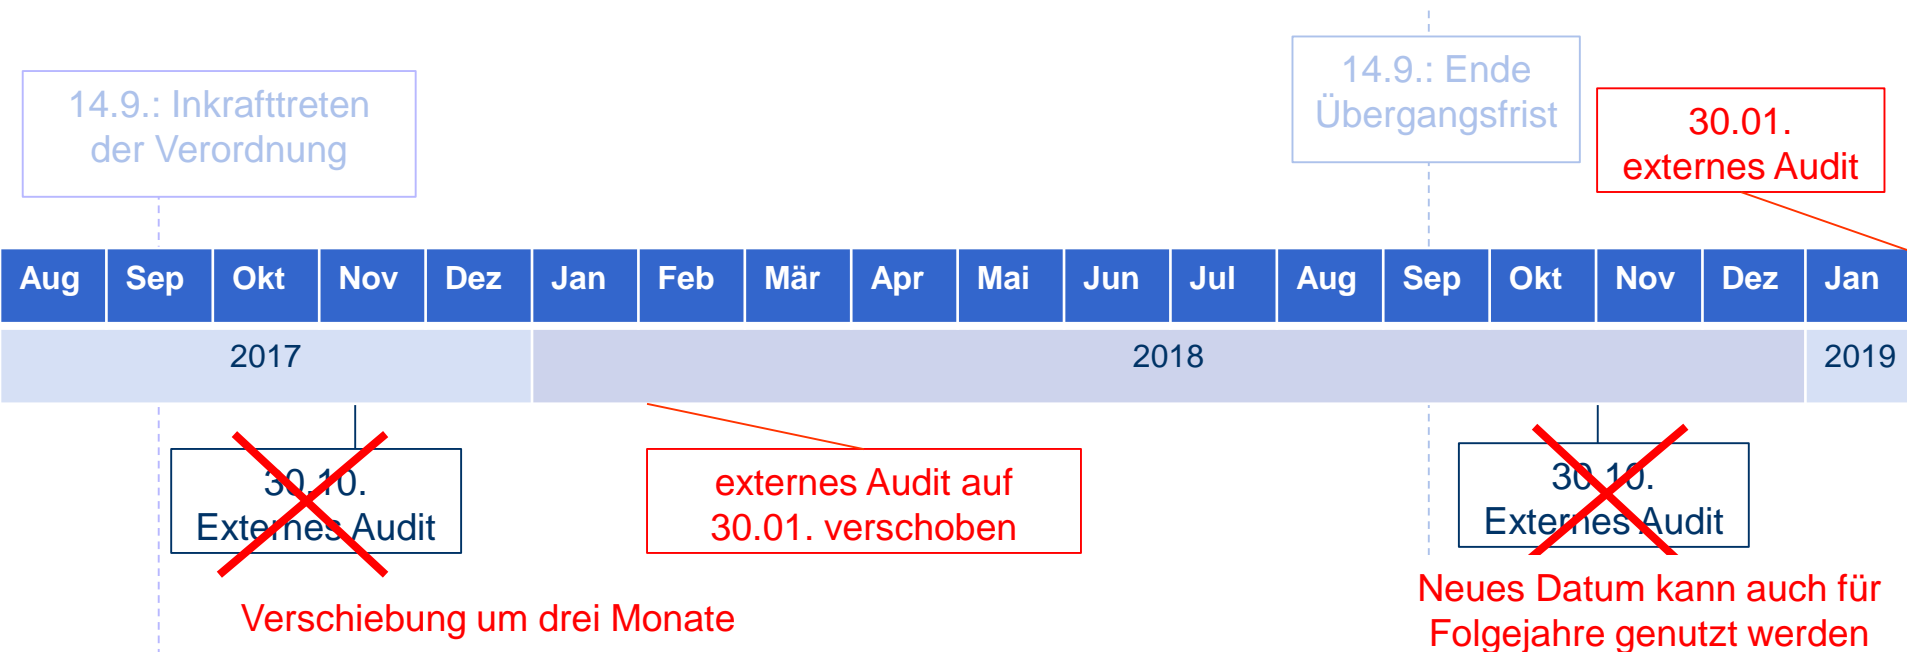 14.9.: Inkrafttreten
der Verordnung
14.9.: Ende
Übergangsfrist
30.01.
externes Audit
Aug Sep Okt Nov Dez Jan Feb Mär Apr Mai Jun Jul Aug Sep Okt Nov Dez Jan
2017 2018 2019
30.10.
Externes Audit
externes Audit auf
30.01. verschoben
30.10.
Externes Audit
Verschiebung um drei Monate
Neues Datum kann auch für
Folgejahre genutzt werden